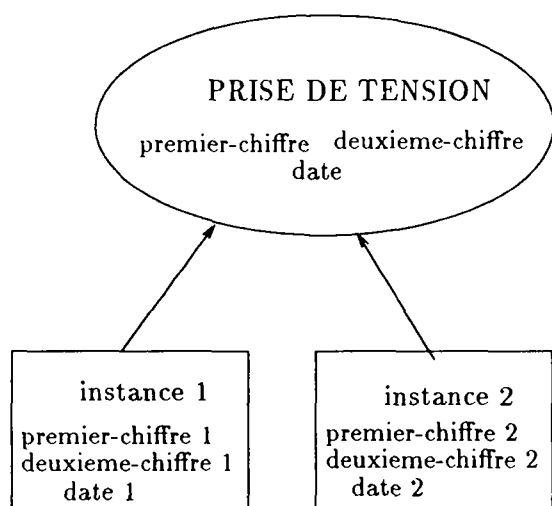 PRISE DE TENSION
premier-chiffre deuxieme-chiffre
date
instance 1
premier-chiffre 1
deuxieme-chiffre 1
date 1
instance 2
premier-chiffre 2
deuxieme-chiffre 2
date 2